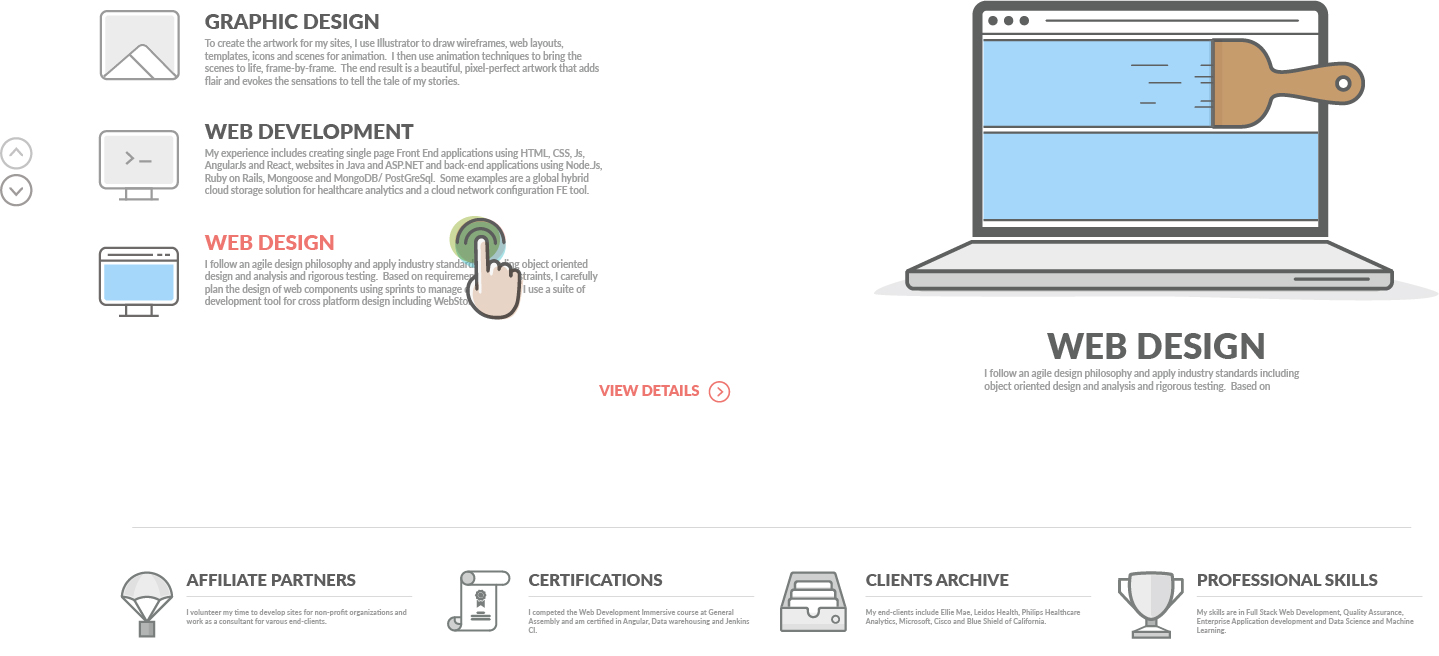 GRAPHIC DESIGN
To create the artwork for my sites, I use Illustrator to draw wireframes, web layouts,
templates, icons and scenes for animation. I then use animation techniques to bring the
scenes to life, frame-by-frame. The end result is a beautiful, pixel-perfect artwork that adds
flair and evokes the sensations to tell the tale of my stories.
WEB DEVELOPMENT
My experience includes creating single page Front End applications using HTML, CSS, Js,
AngularJs and React, websites in Java and ASP.NET and back-end applications using Node.Js,
Ruby on Rails, Mongoose and MongoDB/ PostGreSql. Some examples are a global hybrid
cloud storage solution for healthcare analytics and a cloud network configuration FE tool.
WEB DESIGN
I follow an agile design philosophy and apply industry object oriented
design and analysis and rigorous testing. Based on I carefully
plan the design of web components using sprints to manage I use a suite of
development tool for cross platform design including
VIEW DETAILS
WEB DESIGN
I follow an agile design philosophy and apply industry standards including
object oriented design and analysis and rigorous testing. Based on
AFFILIATE PARTNERS
I volunteer my time to develop sites for non-profit organizations and
work as a consultant for varous end-clients.
CERTIFICATIONS
I competed the Web Development Immersive course at General
Assembly and am certified in Angular, Data warehousing and Jenkins
CI.
CLIENTS ARCHIVE
My end-clients include Ellie Mae, Leidos Health, Philips Healthcare
Analytics, Microsoft, Cisco and Blue Shield of California.
PROFESSIONAL SKILLS
My skills are in Full Stack Web Development, Quality Assurance,
Enterprise Application development and Data Science and Machine
Learning.